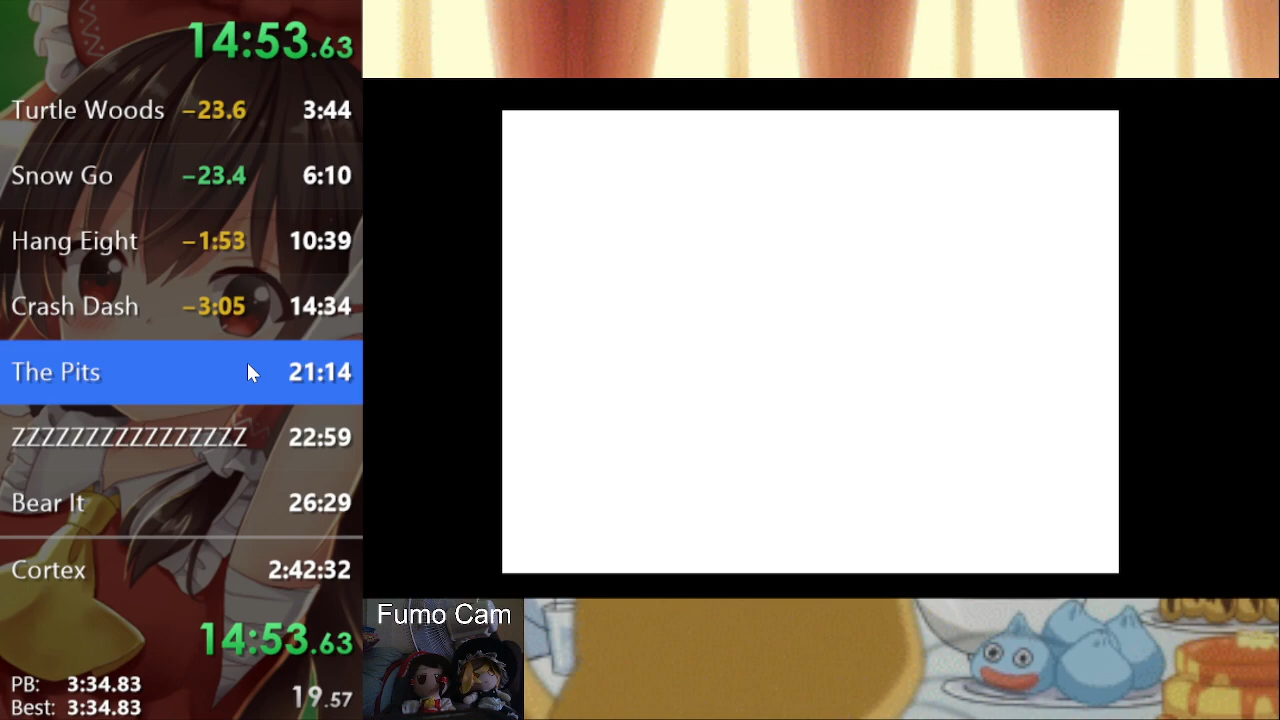 14:53.63
Turtle Woods −23.6 3:44
Snow Go −23.4 6:10
Hang Eight −1:53 10:39
Crash Dash −3:05 14:34
The Pits 21:14
ZZZZZZZZZZZZZZZZ 22:59
Bear It 26:29
Cortex 2:42:32
14:53.63
PB: 3:34.83
Best: 3:34.83
19.57
Fumo Cam